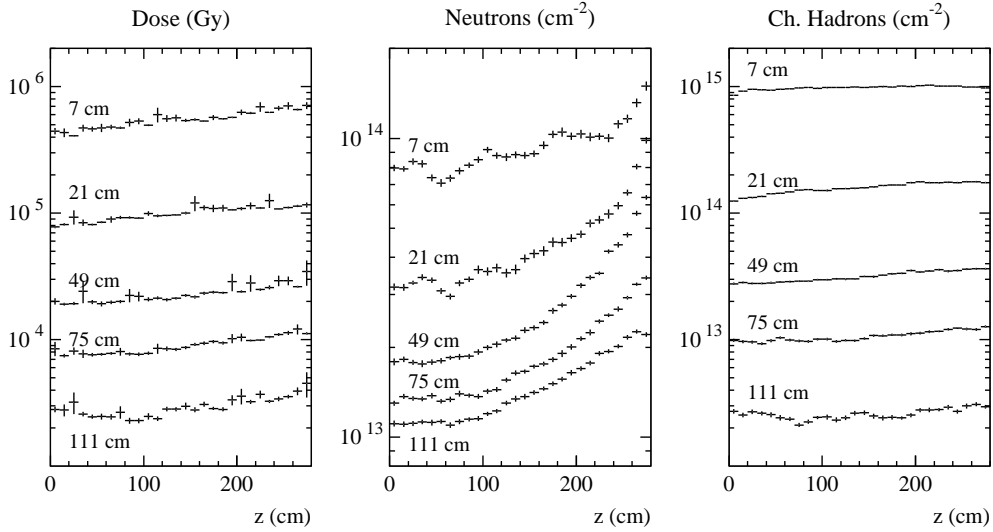 Dose (Gy)
10^6
7 cm
21 cm
10^5
49 cm
10^4
75 cm
111 cm
0 200
z (cm)
Neutrons (cm^-2)
10^14
7 cm
21 cm
49 cm
75 cm
10^13
111 cm
0 200
z (cm)
Ch. Hadrons (cm^-2)
10^15
7 cm
21 cm
10^14
49 cm
10^13
75 cm
111 cm
0 200
z (cm)